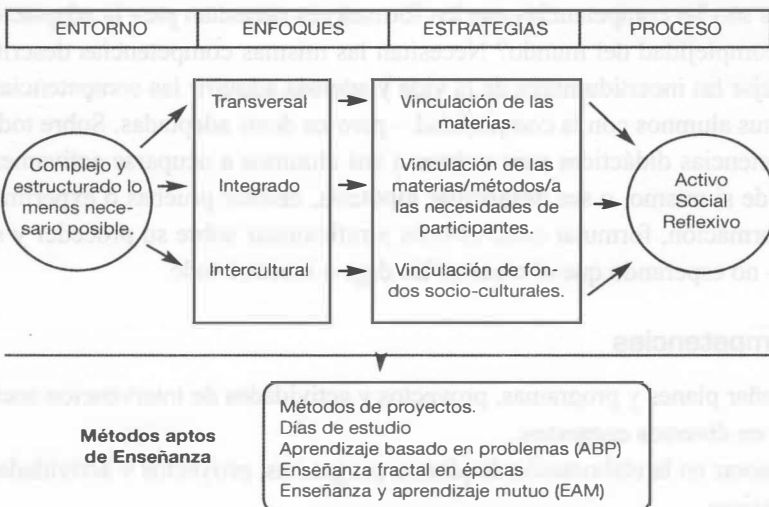 ENTORNO ENFOQUES ESTRATEGIAS PROCESO
Complejo y
estructurado lo
menos nece-
sario posible.
Transversal
Integrado
Intercultural
Vinculación de las
materias.
Vinculación de las
materias/métodos/a
las necesidades de
participantes.
Vinculación de fon-
dos socio-culturales.
Activo
Social
Reflexivo
Métodos aptos
de Enseñanza
Métodos de proyectos.
Días de estudio
Aprendizaje basado en problemas (ABP)
Enseñanza fractal en épocas
Enseñanza y aprendizaje mutuo (EAM)